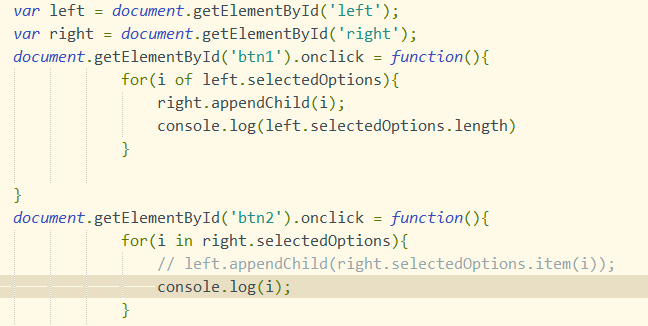 var left = document.getElementById('left');
var right = document.getElementById('right');
document.getElementById('btn1').onclick = function(){
for(i of left.selectedOptions){
right.appendChild(i);
console.log(left.selectedOptions.length)
}
}
document.getElementById('btn2').onclick = function(){
for(i in right.selectedOptions){
// left.appendChild(right.selectedOptions.item(i));
console.log(i);
}